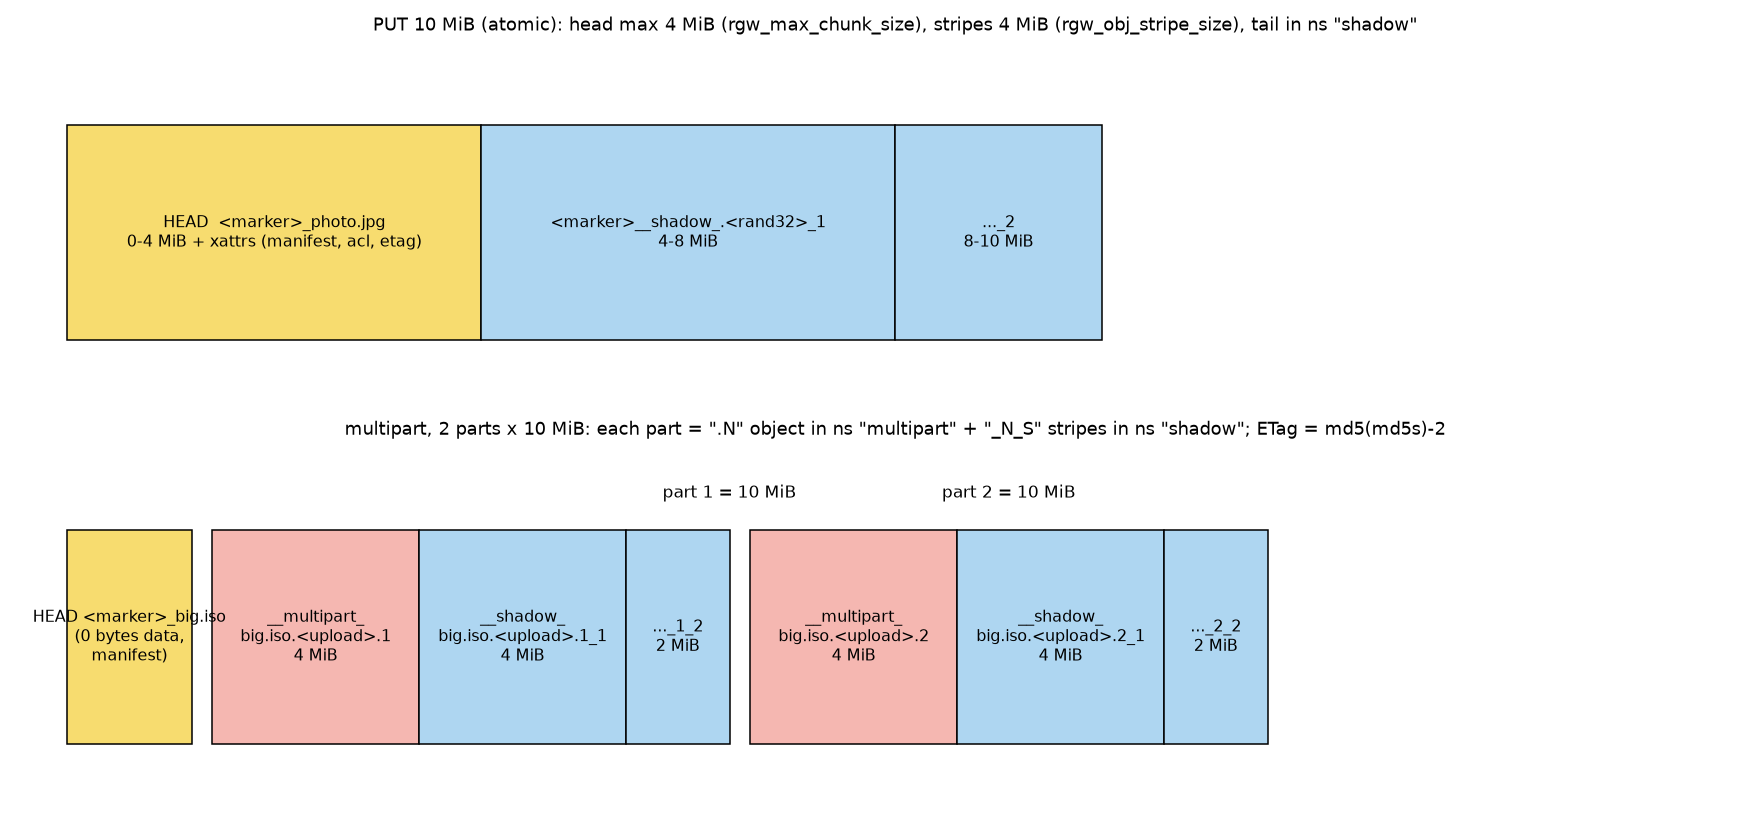 PUT 10 MiB (atomic): head max 4 MiB (rgw_max_chunk_size), stripes 4 MiB (rgw_obj_stripe_size), tail in ns "shadow"
HEAD  <marker>_photo.jpg
0-4 MiB + xattrs (manifest, acl, etag)
<marker>__shadow_.<rand32>_1
4-8 MiB
..._2
8-10 MiB
multipart, 2 parts x 10 MiB: each part = ".N" object in ns "multipart" + "_N_S" stripes in ns "shadow"; ETag = md5(md5s)-2
part 1 = 10 MiB
part 2 = 10 MiB
HEAD <marker>_big.iso
(0 bytes data,
manifest)
__multipart_
big.iso.<upload>.1
4 MiB
__shadow_
big.iso.<upload>.1_1
4 MiB
..._1_2
2 MiB
__multipart_
big.iso.<upload>.2
4 MiB
__shadow_
big.iso.<upload>.2_1
4 MiB
..._2_2
2 MiB